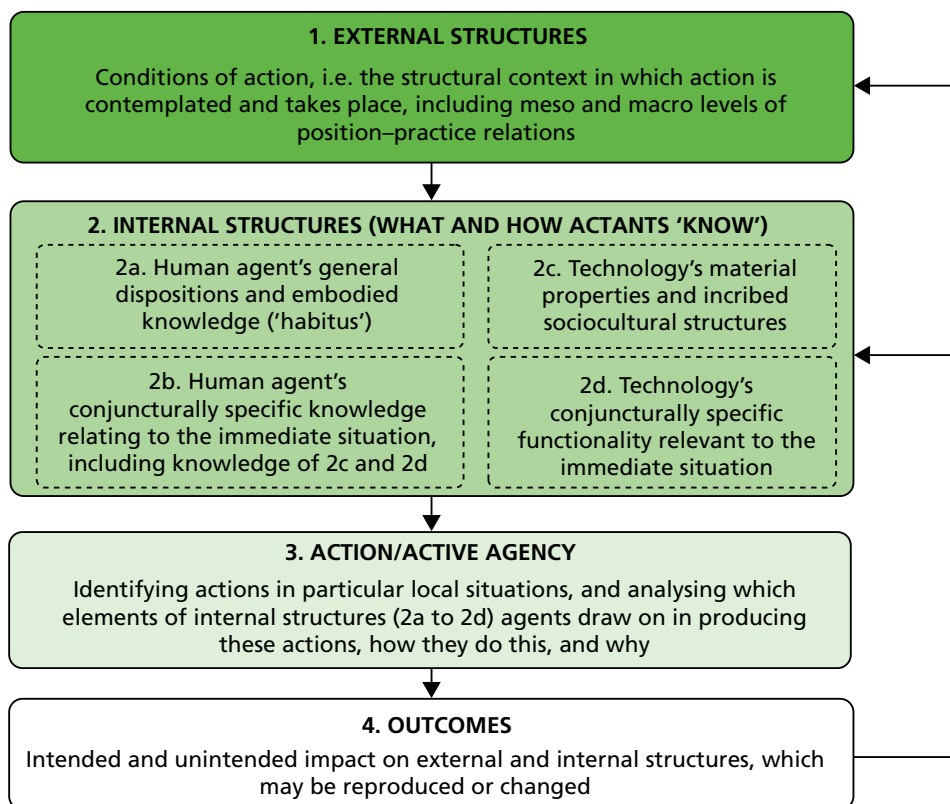 1. EXTERNAL STRUCTURES
Conditions of action, i.e. the structural context in which action is
contemplated and takes place, including meso and macro levels of
position–practice relations
2. INTERNAL STRUCTURES (WHAT AND HOW ACTANTS ‘KNOW’)
2a. Human agent’s general
dispositions and embodied
knowledge (’habitus’)
2c. Technology’s material
properties and incribed
sociocultural structures
2b. Human agent’s
conjuncturally specific knowledge
relating to the immediate situation,
including knowledge of 2c and 2d
2d. Technology’s
conjuncturally specific
functionality relevant to the
immediate situation
3. ACTION/ACTIVE AGENCY
Identifying actions in particular local situations, and analysing which
elements of internal structures (2a to 2d) agents draw on in producing
these actions, how they do this, and why
4. OUTCOMES
Intended and unintended impact on external and internal structures, which
may be reproduced or changed